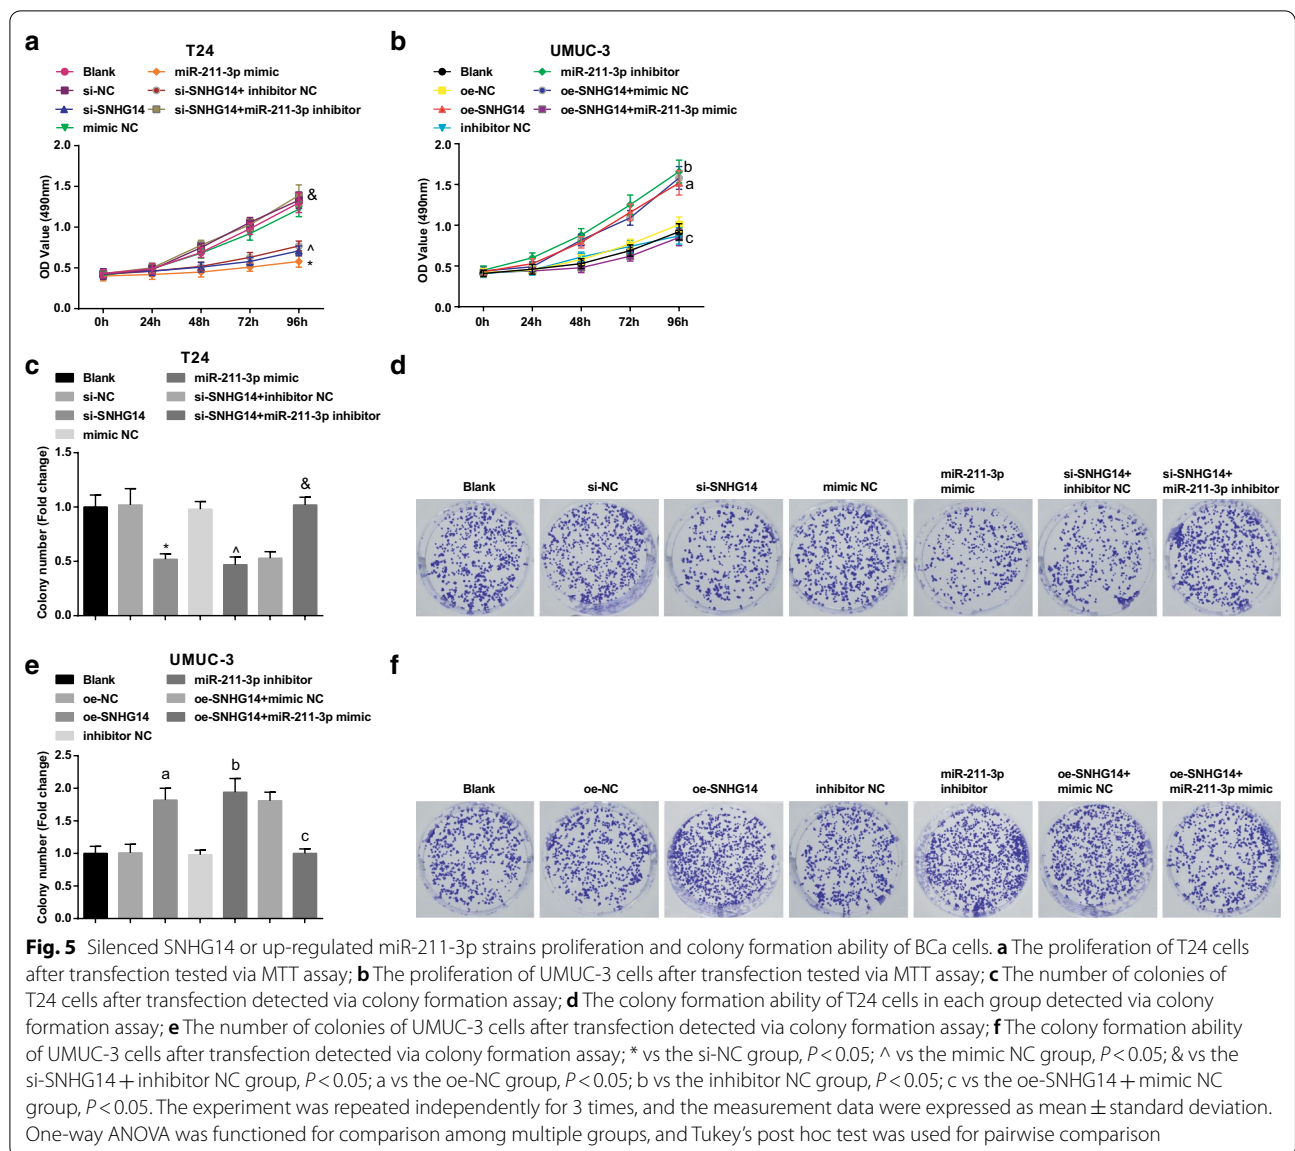 a
T24
Blank
miR-211-3p mimic
si-NC
si-SNHG14+ inhibitor NC
si-SNHG14
si-SNHG14+miR-211-3p inhibitor
mimic NC
OD Value (490nm)
2.0
1.5
1.0
0.5
0.0
&
^
*
0h 24h 48h 72h 96h
b
UMUC-3
Blank
miR-211-3p inhibitor
oe-NC
oe-SNHG14+mimic NC
oe-SNHG14
oe-SNHG14+miR-211-3p mimic
inhibitor NC
OD Value (490nm)
2.0
1.5
1.0
0.5
0.0
b
a
c
0h 24h 48h 72h 96h
c
T24
Blank
miR-211-3p mimic
si-NC
si-SNHG14+inhibitor NC
si-SNHG14
si-SNHG14+miR-211-3p inhibitor
mimic NC
Colony number (Fold change)
1.5
1.0
0.5
0.0
*
^
&
d
Blank
si-NC
si-SNHG14
mimic NC
miR-211-3p
mimic
si-SNHG14+
inhibitor NC
si-SNHG14+
miR-211-3p inhibitor
e
UMUC-3
Blank
miR-211-3p inhibitor
oe-NC
oe-SNHG14+mimic NC
oe-SNHG14
oe-SNHG14+miR-211-3p mimic
inhibitor NC
Colony number (Fold change)
2.5
2.0
1.5
1.0
0.5
0.0
a
b
c
f
Blank
oe-NC
oe-SNHG14
inhibitor NC
miR-211-3p
inhibitor
oe-SNHG14+
mimic NC
oe-SNHG14+
miR-211-3p mimic
Fig. 5 Silenced SNHG14 or up-regulated miR-211-3p strains proliferation and colony formation ability of BCa cells. a The proliferation of T24 cells
after transfection tested via MTT assay; b The proliferation of UMUC-3 cells after transfection tested via MTT assay; c The number of colonies of
T24 cells after transfection detected via colony formation assay; d The colony formation ability of T24 cells in each group detected via colony
formation assay; e The number of colonies of UMUC-3 cells after transfection detected via colony formation assay; f The colony formation ability
of UMUC-3 cells after transfection detected via colony formation assay; * vs the si-NC group, P < 0.05; ^ vs the mimic NC group, P < 0.05; & vs the
si-SNHG14 + inhibitor NC group, P < 0.05; a vs the oe-NC group, P < 0.05; b vs the inhibitor NC group, P < 0.05; c vs the oe-SNHG14 + mimic NC
group, P < 0.05. The experiment was repeated independently for 3 times, and the measurement data were expressed as mean ± standard deviation.
One-way ANOVA was functioned for comparison among multiple groups, and Tukey's post hoc test was used for pairwise comparison